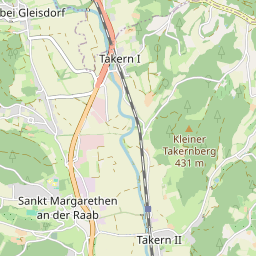 bei Gleisdorf
Takern I
Kleiner
Takernberg
431 m
Sankt Margarethen
an der Raab
Takern II